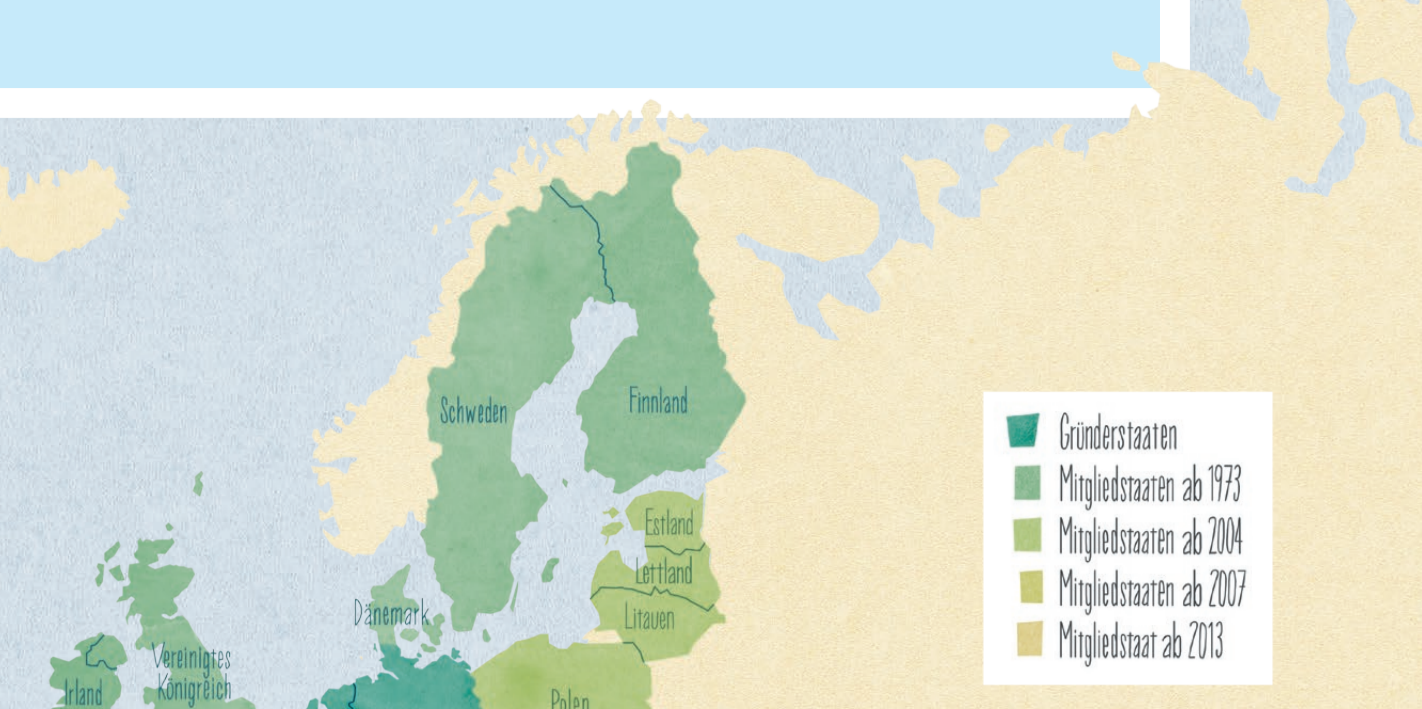 Schweden
Finnland
Estland
Lettland
Litauen
Dänemark
Vereinigtes
Königreich
Irland
Polen
Gründerstaaten
Mitgliedstaaten ab 1973
Mitgliedstaaten ab 2004
Mitgliedstaaten ab 2007
Mitgliedstaat ab 2013